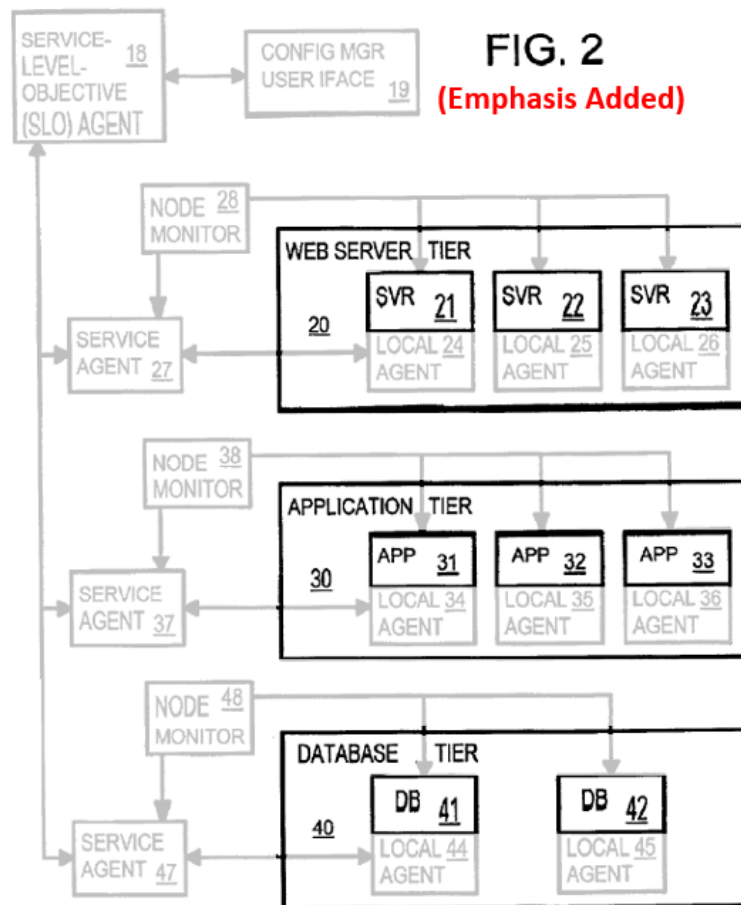 SERVICE-
LEVEL-
OBJECTIVE
(SLO) AGENT
18
CONFIG MGR
USER IFACE
19
FIG. 2
(Emphasis Added)
NODE
MONITOR
28
WEB SERVER TIER
SVR 21
SVR 22
SVR 23
20
SERVICE
AGENT 27
LOCAL 24
AGENT
LOCAL 25
AGENT
LOCAL 26
AGENT
NODE 38
MONITOR
APPLICATION TIER
APP 31
APP 32
APP 33
30
SERVICE
AGENT 37
LOCAL 34
AGENT
LOCAL 35
AGENT
LOCAL 36
AGENT
NODE 48
MONITOR
DATABASE TIER
DB 41
DB 42
40
SERVICE
AGENT 47
LOCAL 44
AGENT
LOCAL 45
AGENT